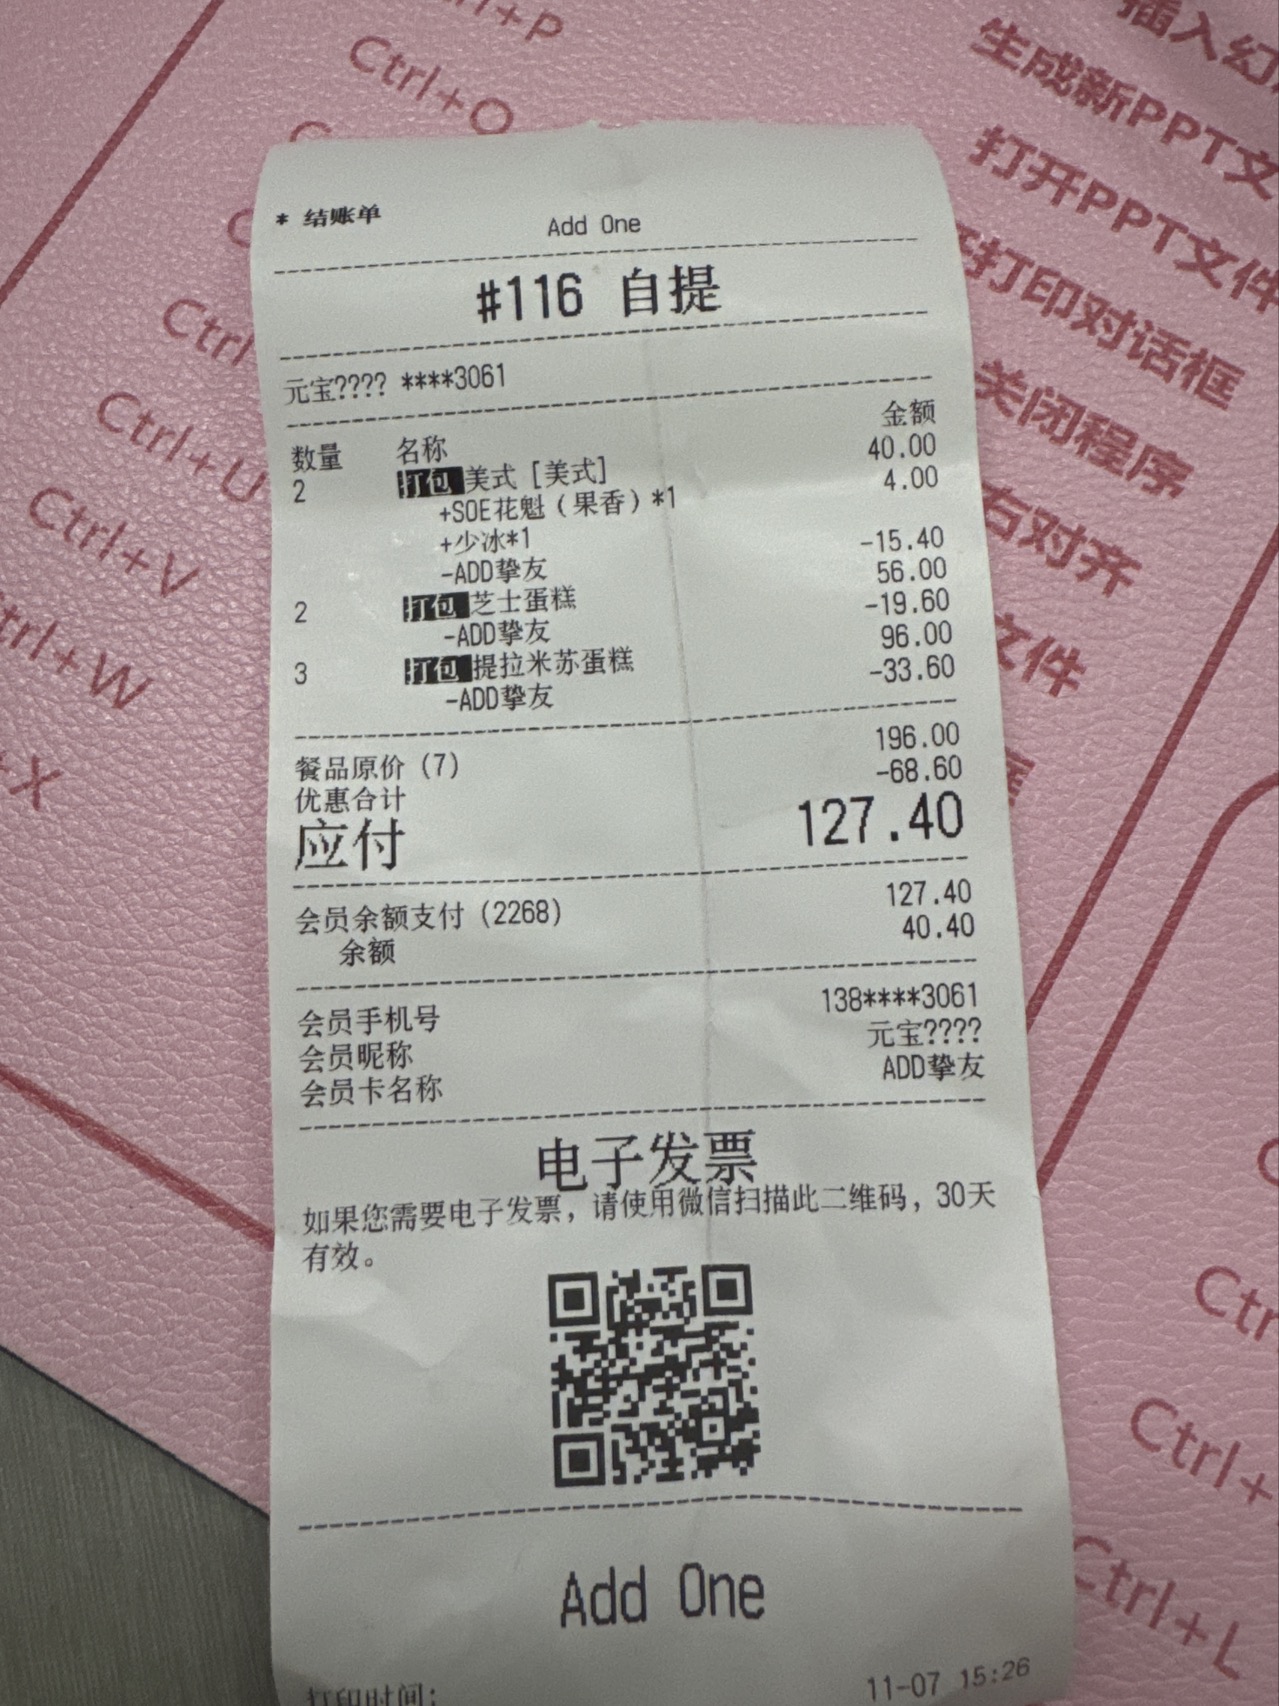 * 结账单
Add One
#116 自提
元宝???? ****3061
数量 名称 金额
2 打包 美式 [美式] 40.00
+SOE花魁（果香）*1 4.00
+少冰*1
-ADD挚友 -15.40
2 打包 芝士蛋糕 56.00
-ADD挚友 -19.60
3 打包 提拉米苏蛋糕 96.00
-ADD挚友 -33.60
餐品原价（7） 196.00
优惠合计 -68.60
应付 127.40
会员余额支付（2268） 127.40
余额 40.40
会员手机号 138****3061
会员昵称 元宝????
会员卡名称 ADD挚友
电子发票
如果您需要电子发票，请使用微信扫描此二维码，30天
有效。
Add One
打印时间: 11-07 15:26
Ctrl+O
Ctrl
Ctrl+U
Ctrl+V
trl+W
+X
生成新PPT文
打开PPT文件
打印对话框
关闭程序
右对齐
文件
Ctr
Ctrl+
Ctrl+L